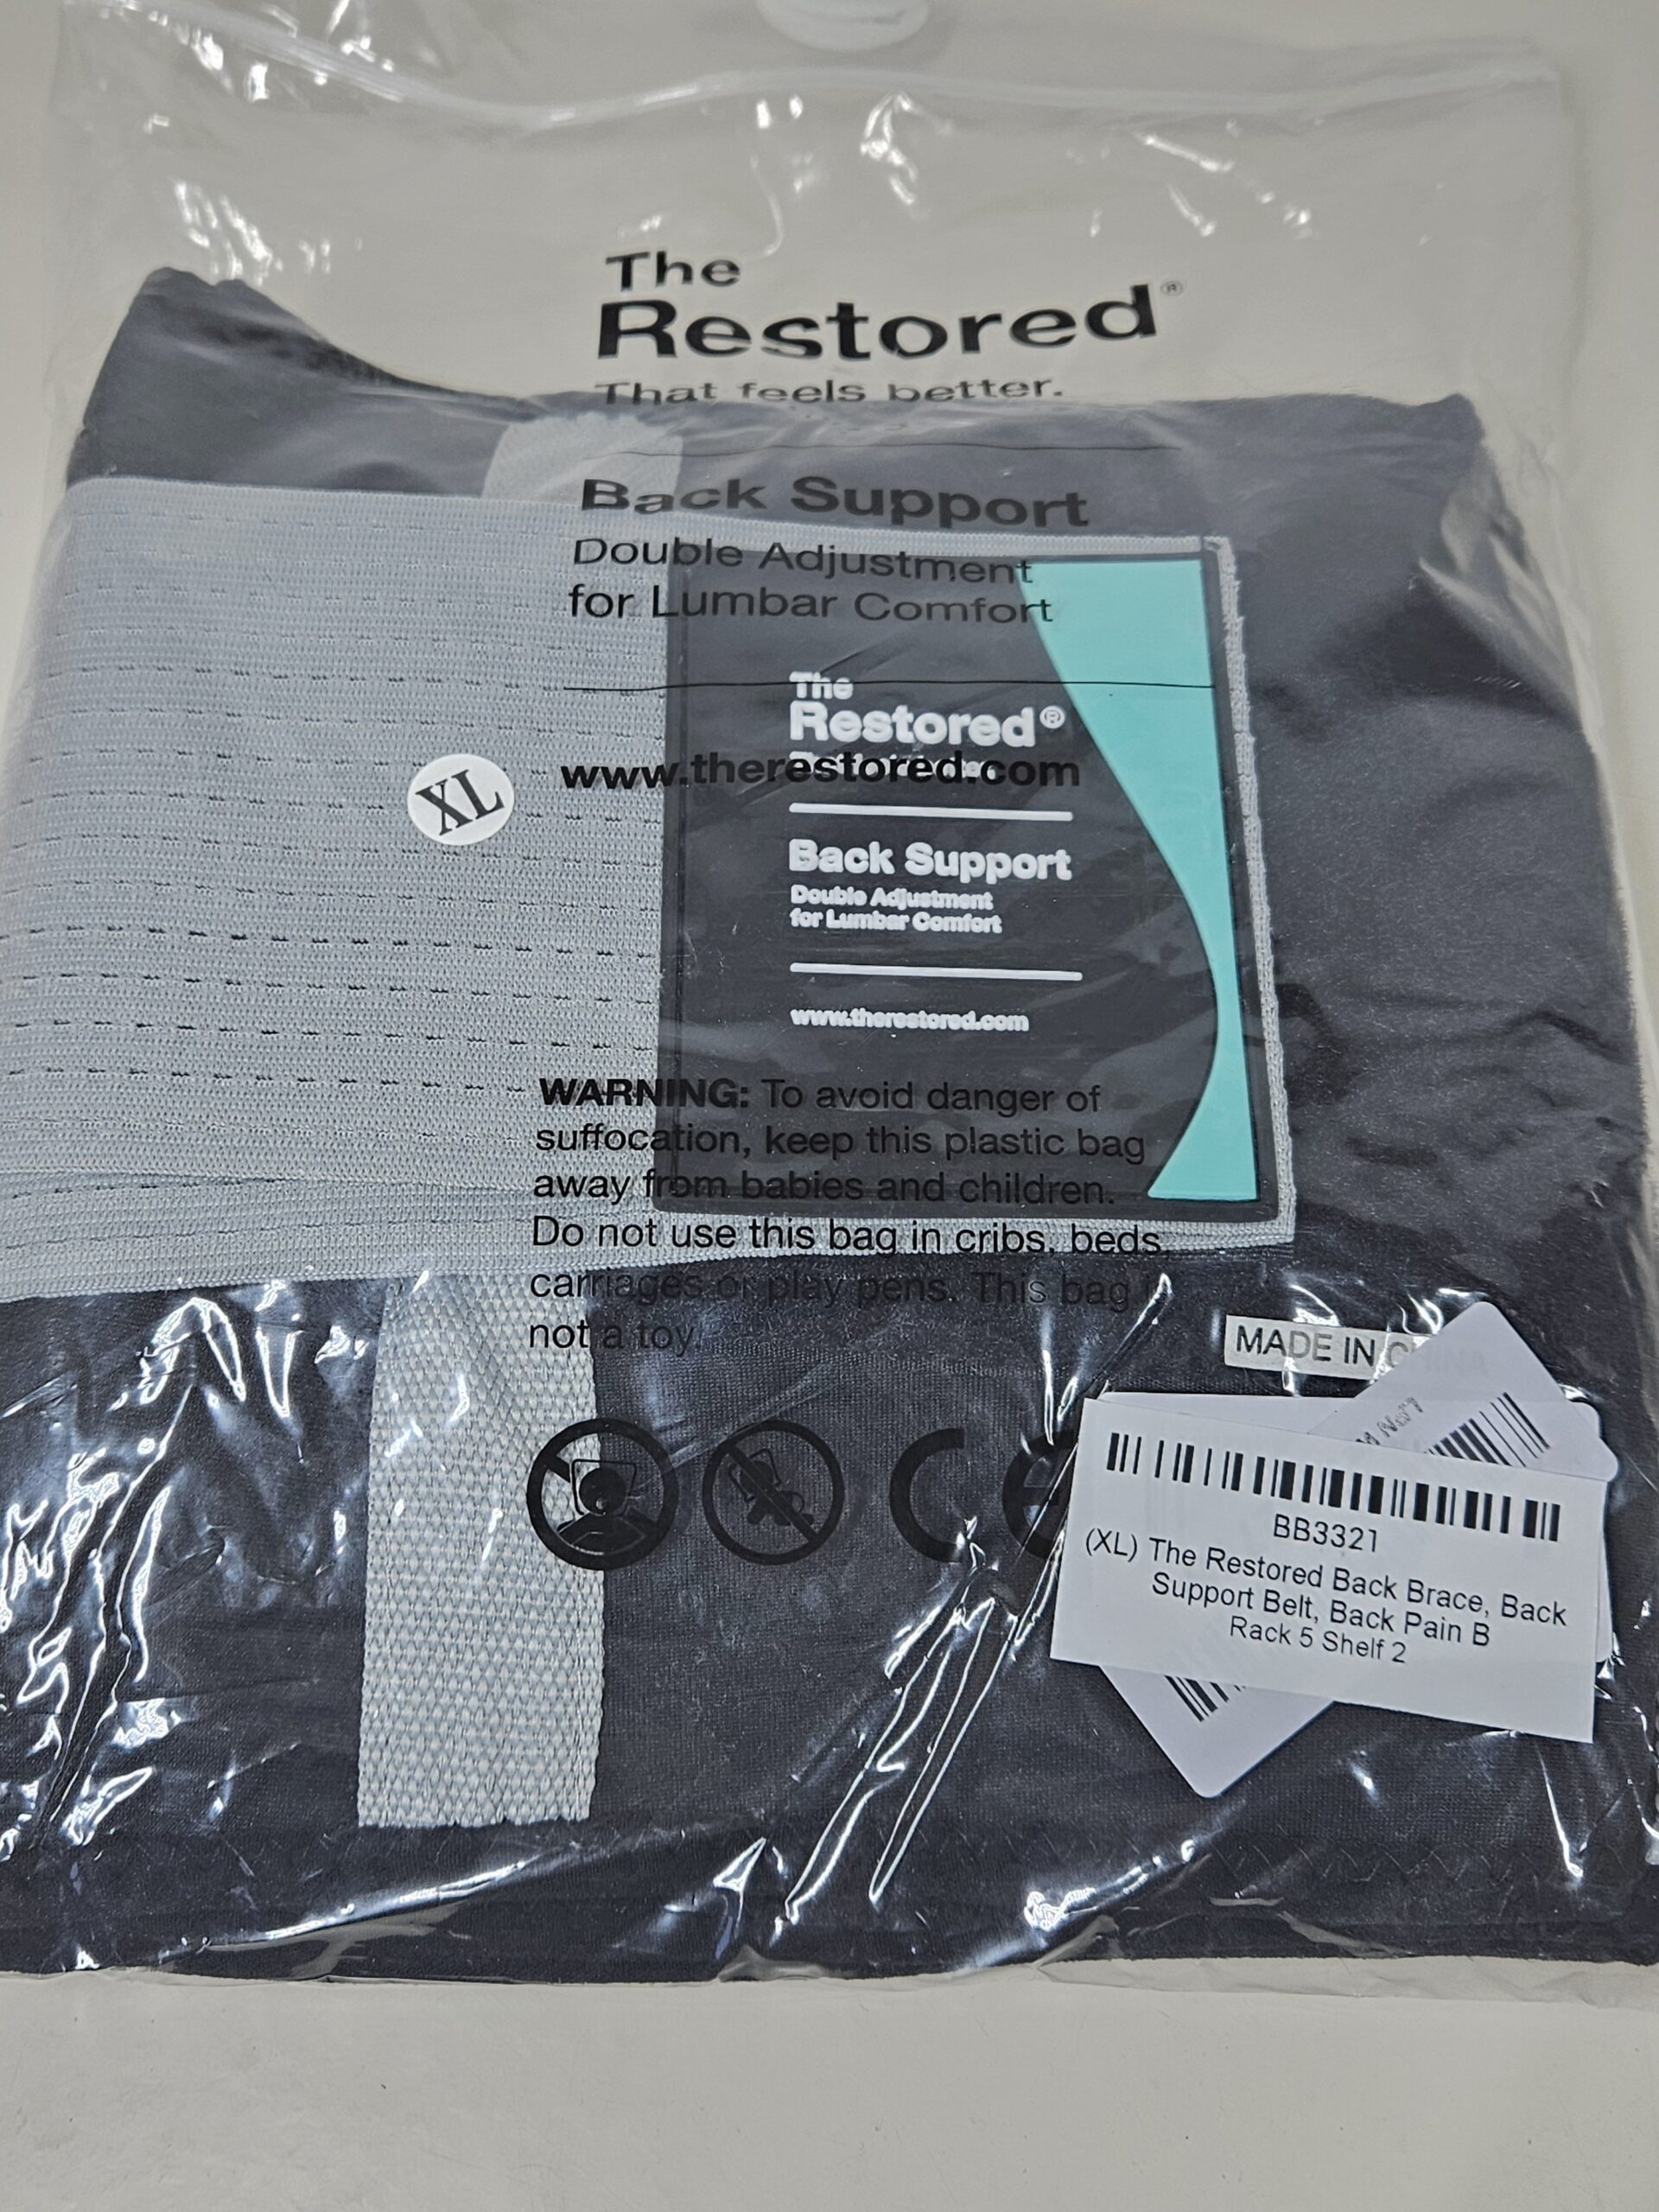 The
Restored®
That feels better.
Back Support
Double Adjustment
for Lumbar Comfort
The
Restored®
www.therestored.com
XL
Back Support
Double Adjustment
for Lumbar Comfort
www.therestored.com
WARNING: To avoid danger of
suffocation, keep this plastic bag
away from babies and children.
Do not use this bag in cribs, beds,
carriages or play pens. This bag is
not a toy.
MADE IN CHINA
CE
BB3321
(XL) The Restored Back Brace, Back
Support Belt, Back Pain B
Rack 5 Shelf 2